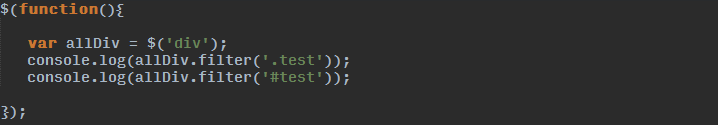 $(function(){
var allDiv = $('div');
console.log(allDiv.filter('.test'));
console.log(allDiv.filter('#test'));
});